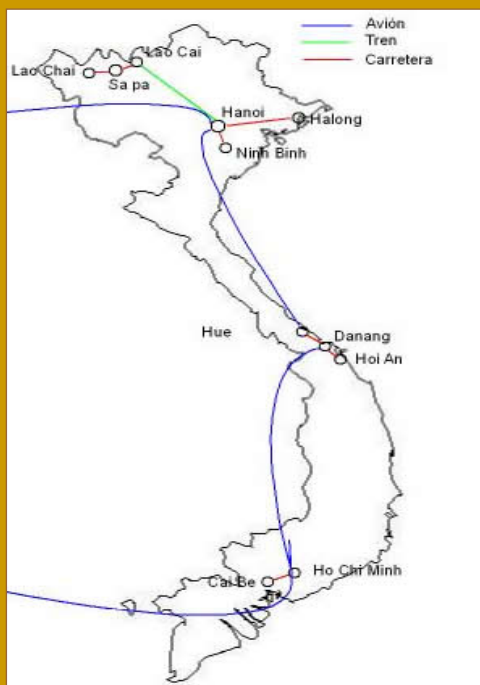 Avión
Tren
Carretera
Lao Cai
Lao Chai
Sa pa
Hanoi
Halong
Ninh Binh
Hue
Danang
Hoi An
Ho Chi Minh
Cai Be